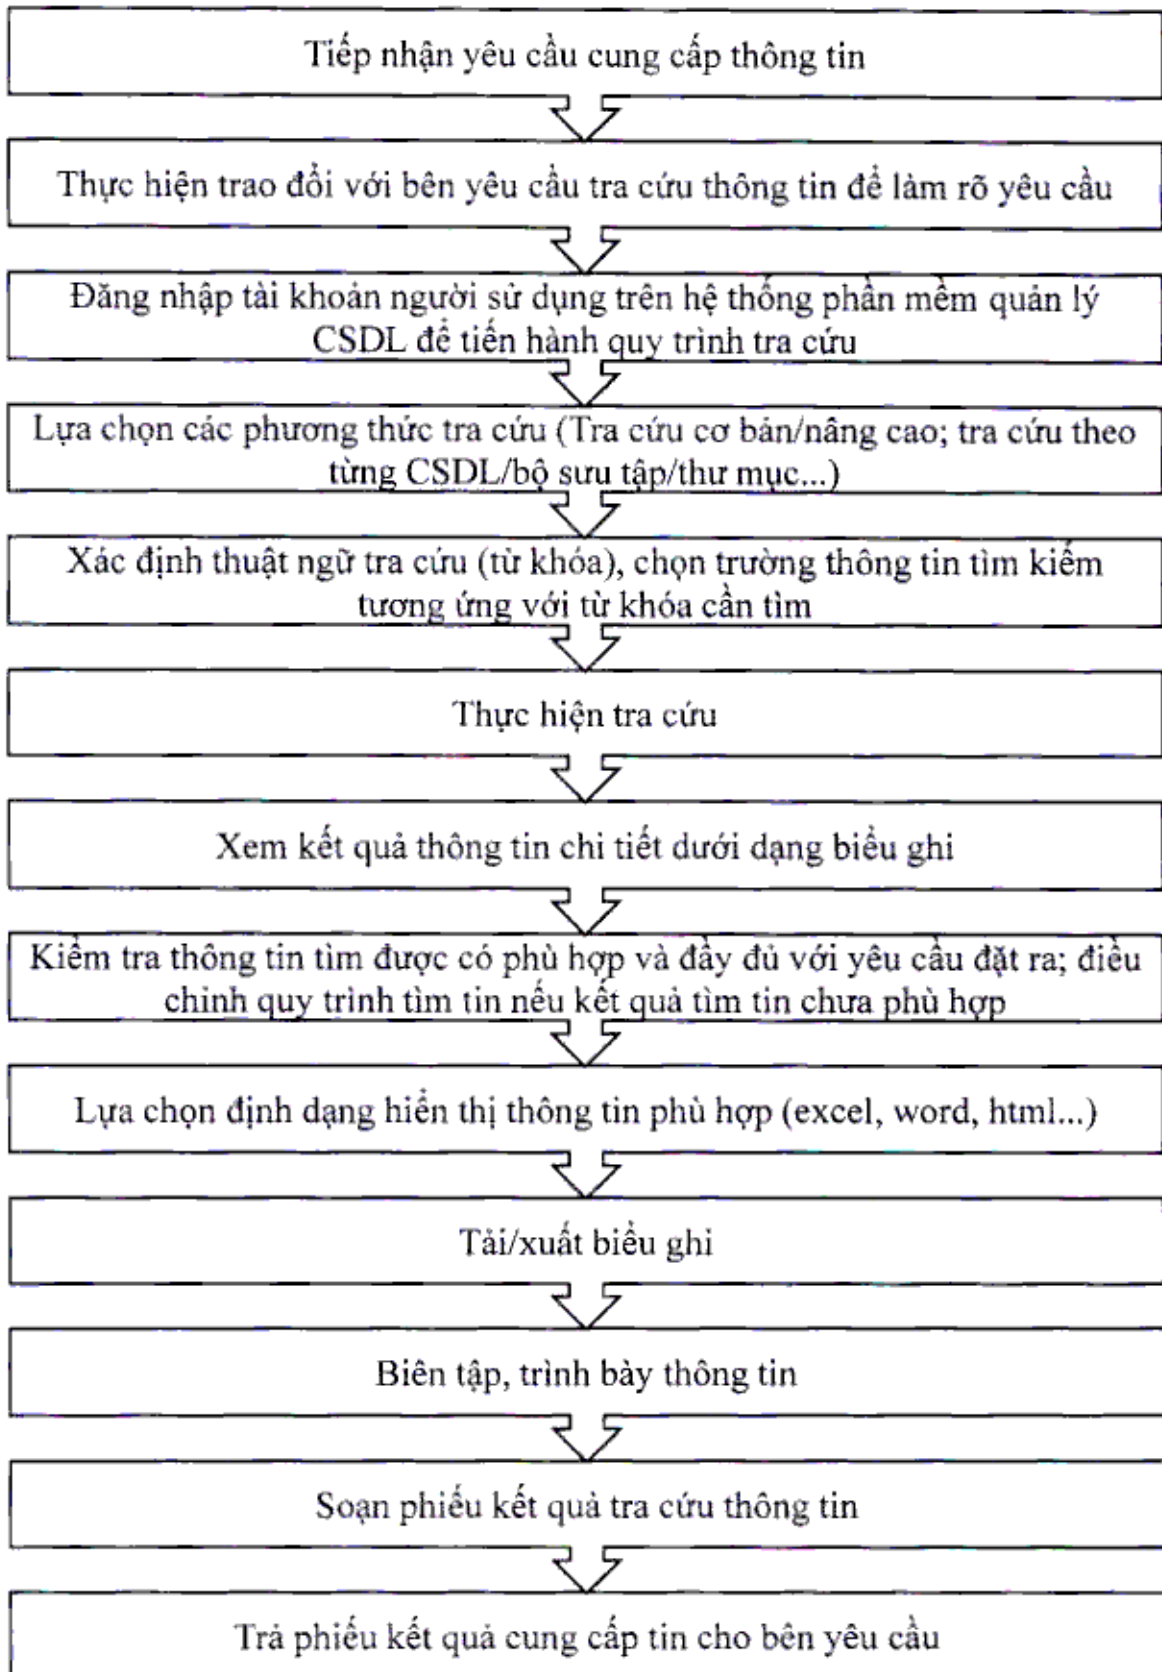 Tiếp nhận yêu cầu cung cấp thông tin
Thực hiện trao đổi với bên yêu cầu tra cứu thông tin để làm rõ yêu cầu
Đăng nhập tài khoản người sử dụng trên hệ thống phần mềm quản lý
CSDL để tiến hành quy trình tra cứu
Lựa chọn các phương thức tra cứu (Tra cứu cơ bản/nâng cao; tra cứu theo
từng CSDL/bộ sưu tập/thư mục...)
Xác định thuật ngữ tra cứu (từ khóa), chọn trường thông tin tìm kiếm
tương ứng với từ khóa cần tìm
Thực hiện tra cứu
Xem kết quả thông tin chi tiết dưới dạng biểu ghi
Kiểm tra thông tin tìm được có phù hợp và đầy đủ với yêu cầu đặt ra; điều
chỉnh quy trình tìm tin nếu kết quả tìm tin chưa phù hợp
Lựa chọn định dạng hiển thị thông tin phù hợp (excel, word, html...)
Tải/xuất biểu ghi
Biên tập, trình bày thông tin
Soạn phiếu kết quả tra cứu thông tin
Trả phiếu kết quả cung cấp tin cho bên yêu cầu